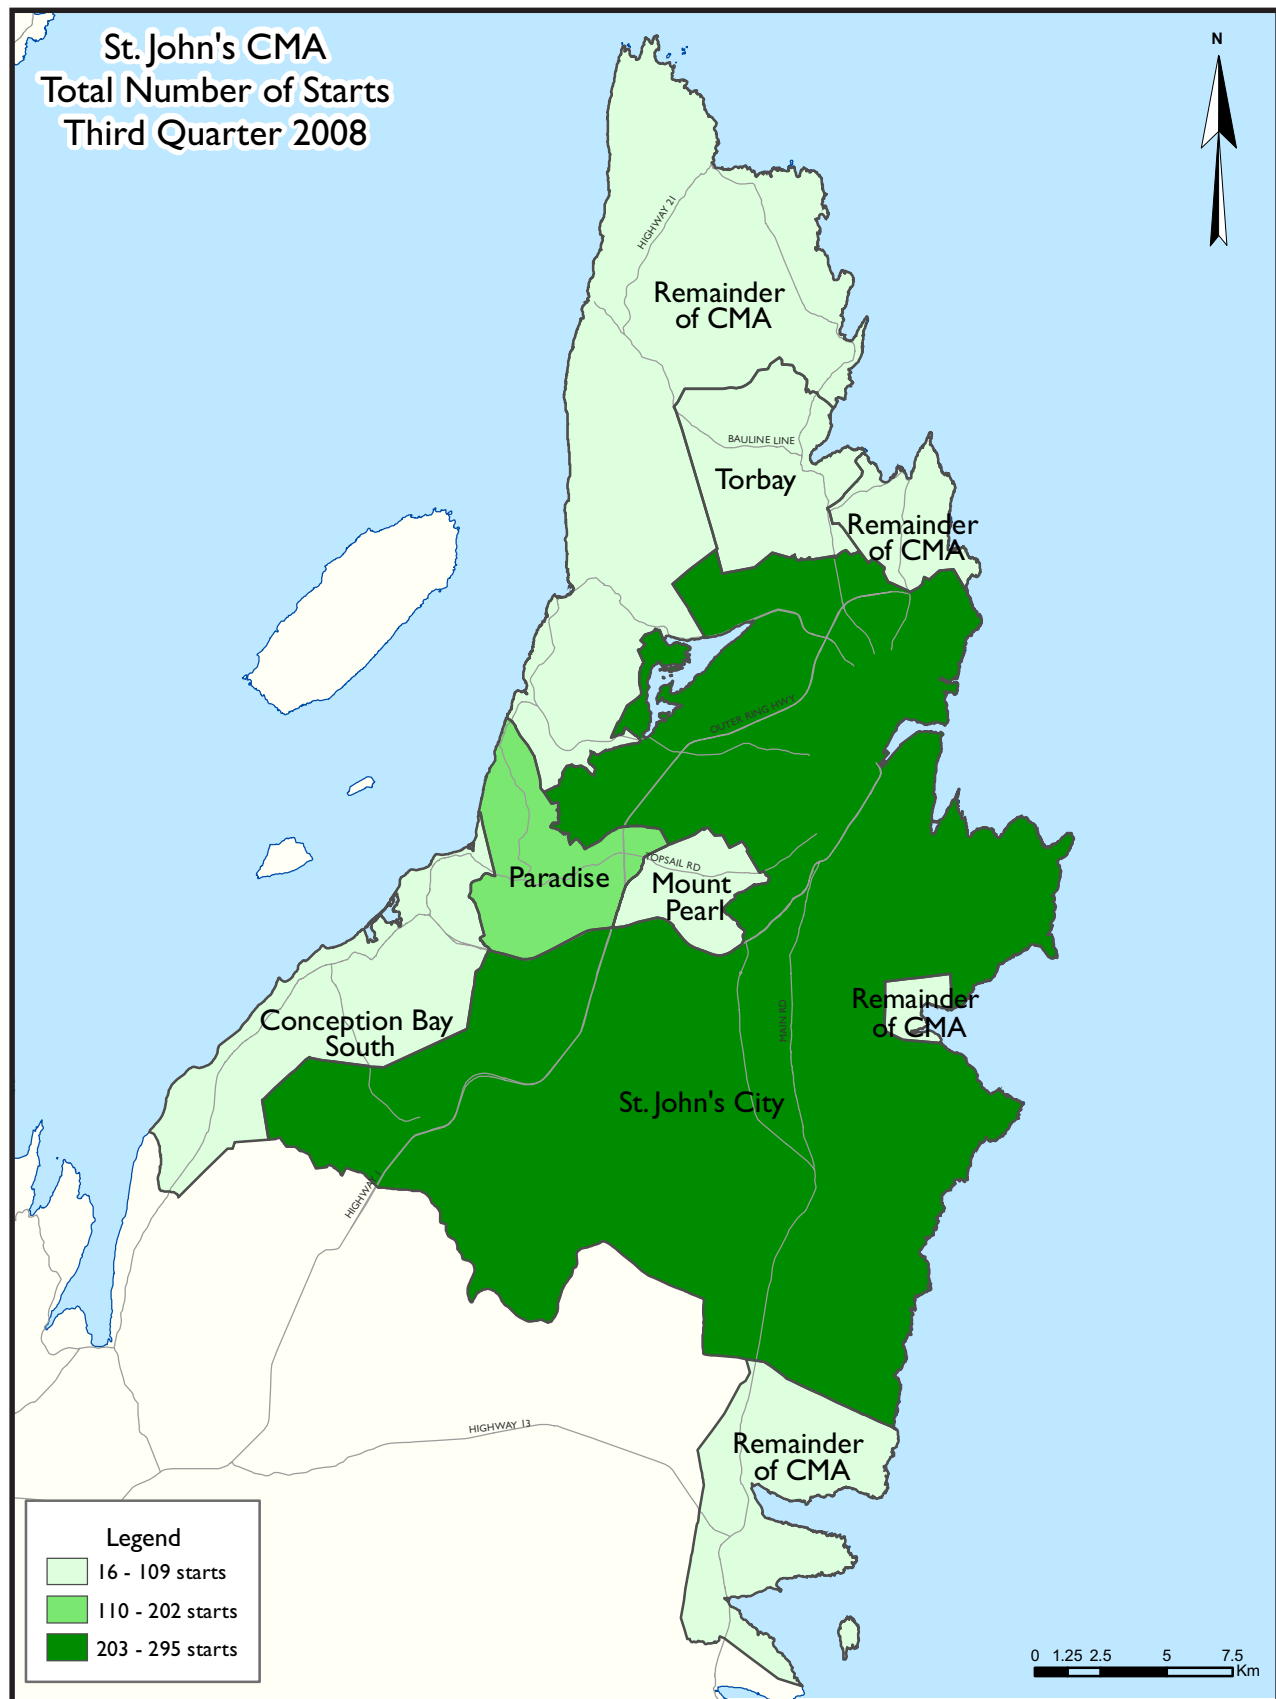 St. John's CMA
Total Number of Starts
Third Quarter 2008
N
HIGHWAY 21
Remainder
of CMA
BAULINE LINE
Torbay
Remainder
of CMA
OUTER RING HWY
TOPSAIL RD
Paradise
Mount
Pearl
Remainder
of CMA
MAIN RD
Conception Bay
South
St. John's City
HIGHWAY 1
HIGHWAY 13
Remainder
of CMA
Legend
16 - 109 starts
110 - 202 starts
203 - 295 starts
0 1.25 2.5 5 7.5
Km